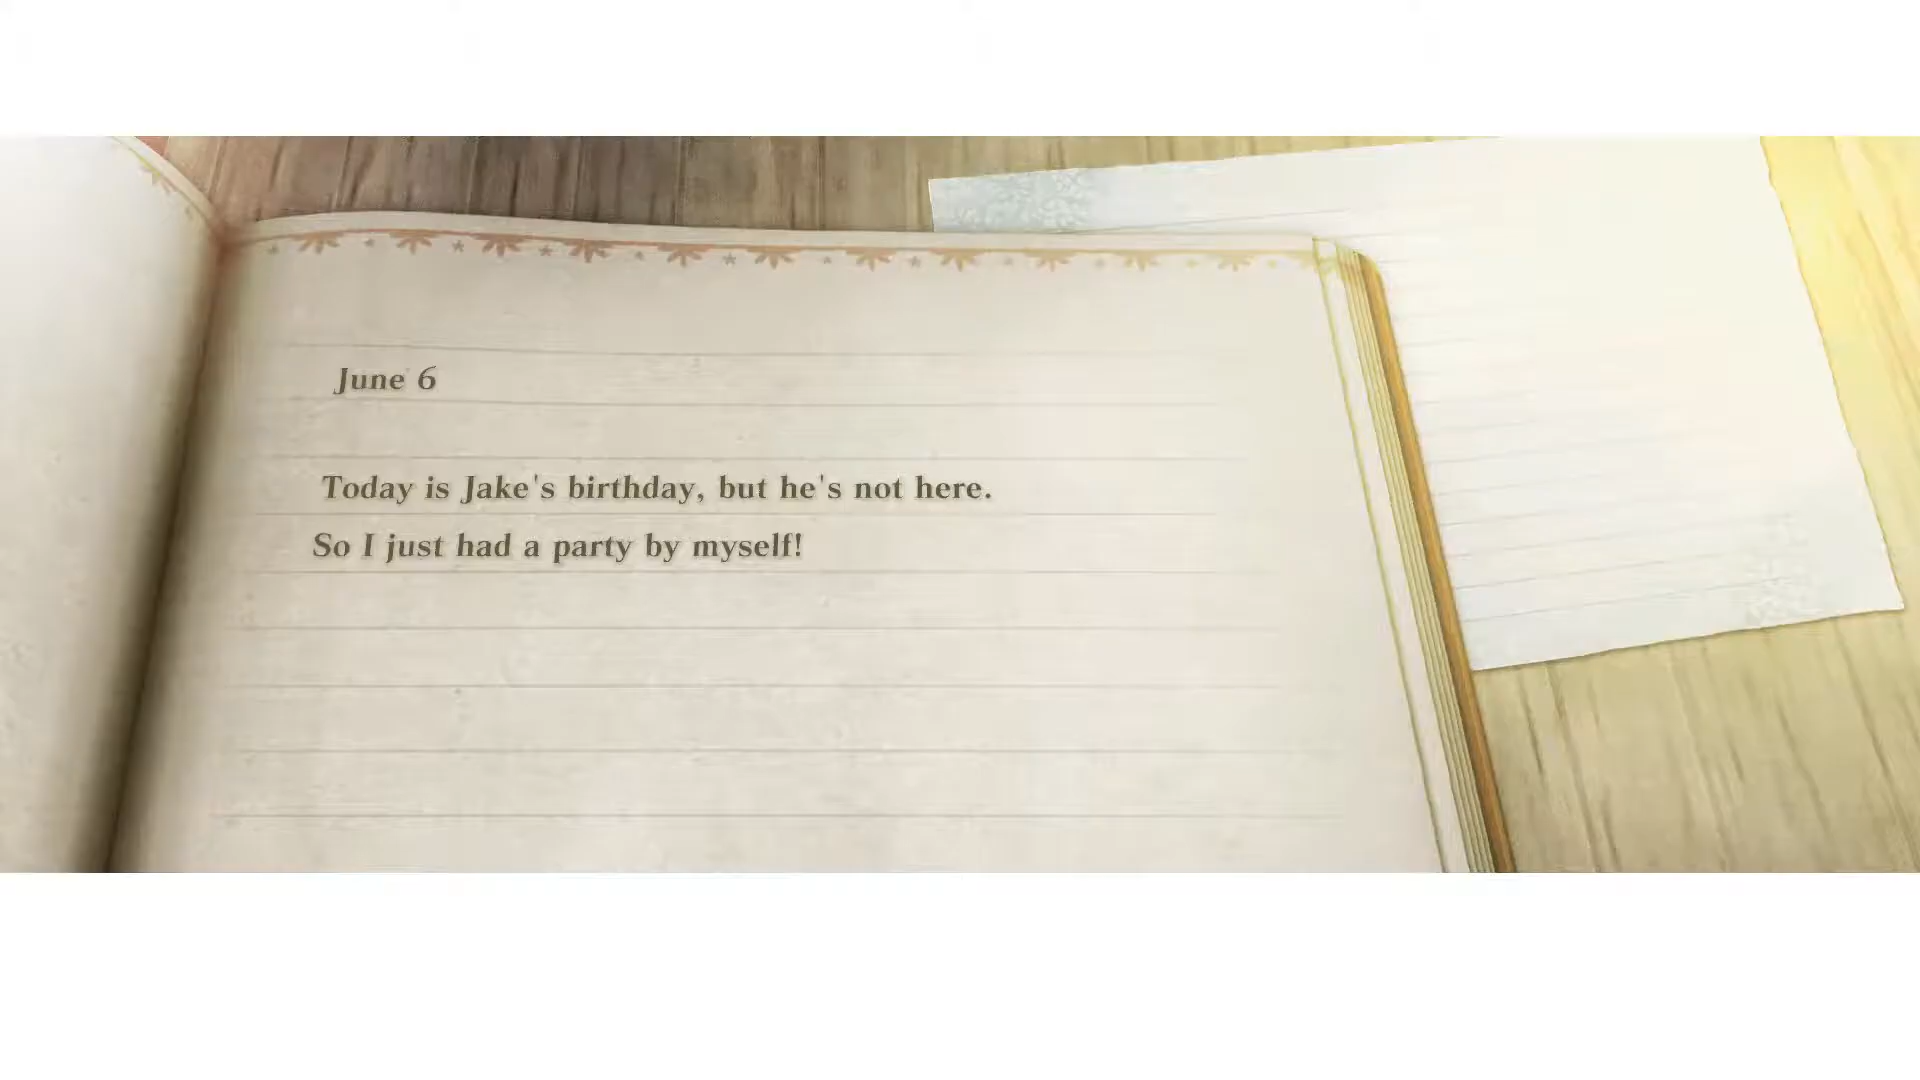 June 6
Today is Jake's birthday, but he's not here.
So I just had a party by myself!